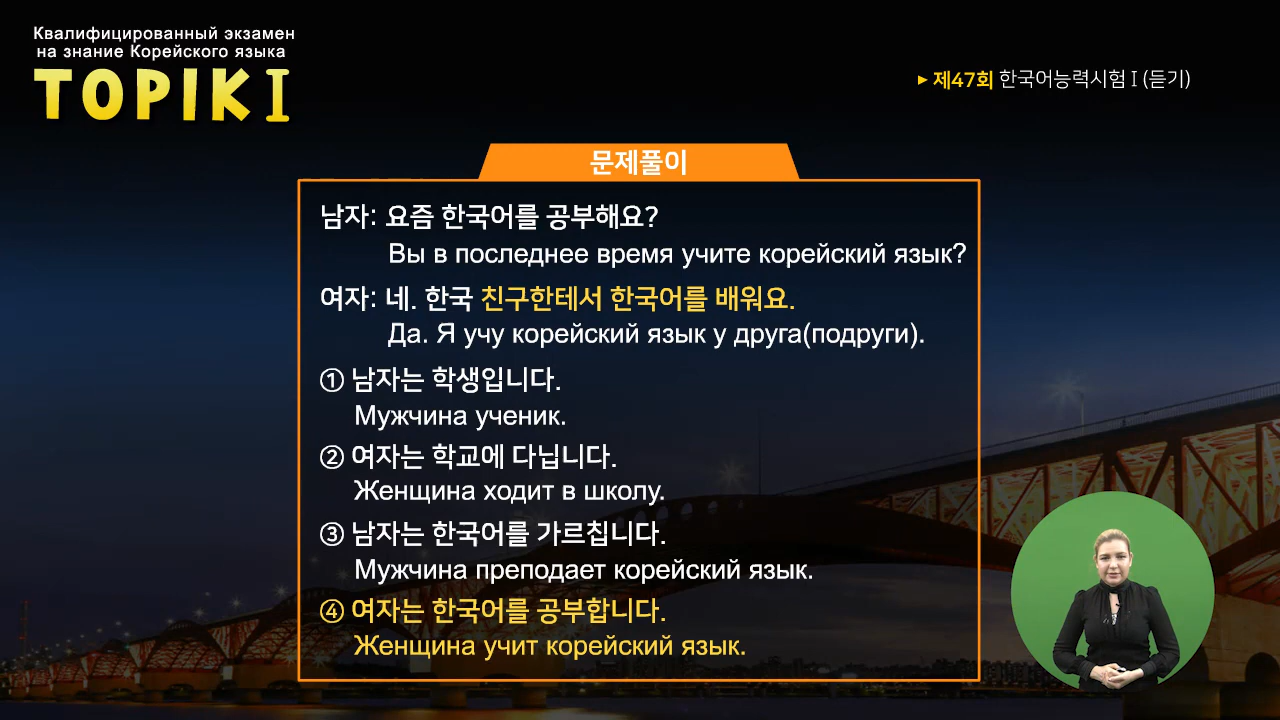 Квалифицированный экзамен
на знание Корейского языка
TOPIK I
▸ 제47회 한국어능력시험 I (듣기)
문제풀이
남자: 요즘 한국어를 공부해요?
Вы в последнее время учите корейский язык?
여자: 네. 한국 친구한테서 한국어를 배워요.
Да. Я учу корейский язык у друга(подруги).
① 남자는 학생입니다.
Мужчина ученик.
② 여자는 학교에 다닙니다.
Женщина ходит в школу.
③ 남자는 한국어를 가르칩니다.
Мужчина преподает корейский язык.
④ 여자는 한국어를 공부합니다.
Женщина учит корейский язык.